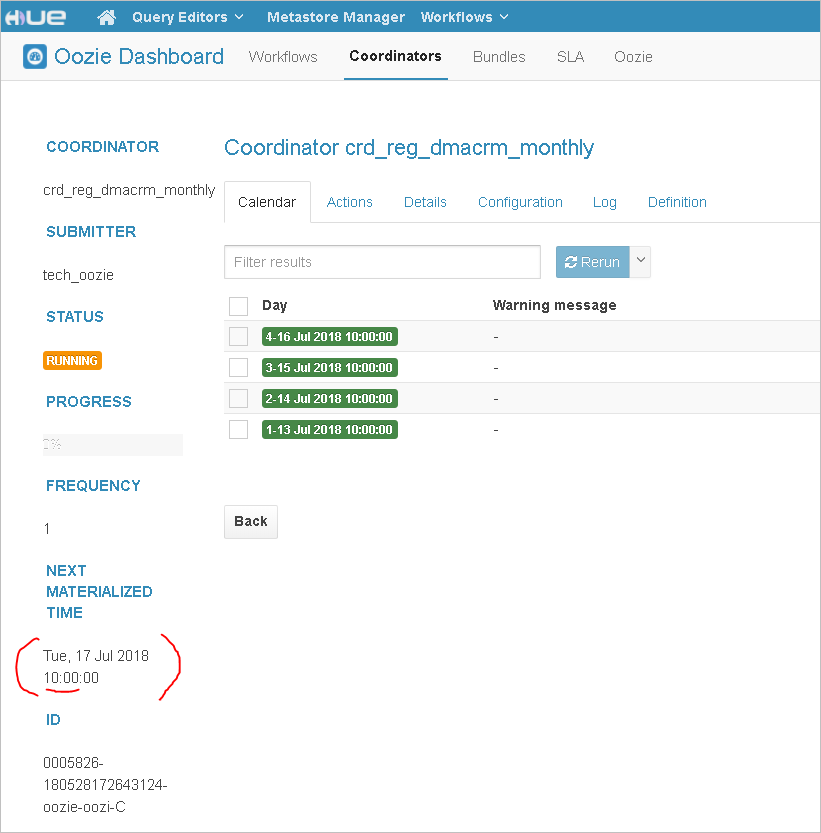 HUE Query Editors Metastore Manager Workflows
Oozie Dashboard Workflows Coordinators Bundles SLA Oozie
COORDINATOR
crd_reg_dmacrm_monthly
SUBMITTER
tech_oozie
STATUS
RUNNING
PROGRESS
0%
FREQUENCY
1
NEXT
MATERIALIZED
TIME
Tue, 17 Jul 2018
10:00:00
ID
0005826-
180528172643124-
oozie-oozi-C
Coordinator crd_reg_dmacrm_monthly
Calendar Actions Details Configuration Log Definition
Filter results Rerun
Day Warning message
4-16 Jul 2018 10:00:00 -
3-15 Jul 2018 10:00:00 -
2-14 Jul 2018 10:00:00 -
1-13 Jul 2018 10:00:00 -
Back